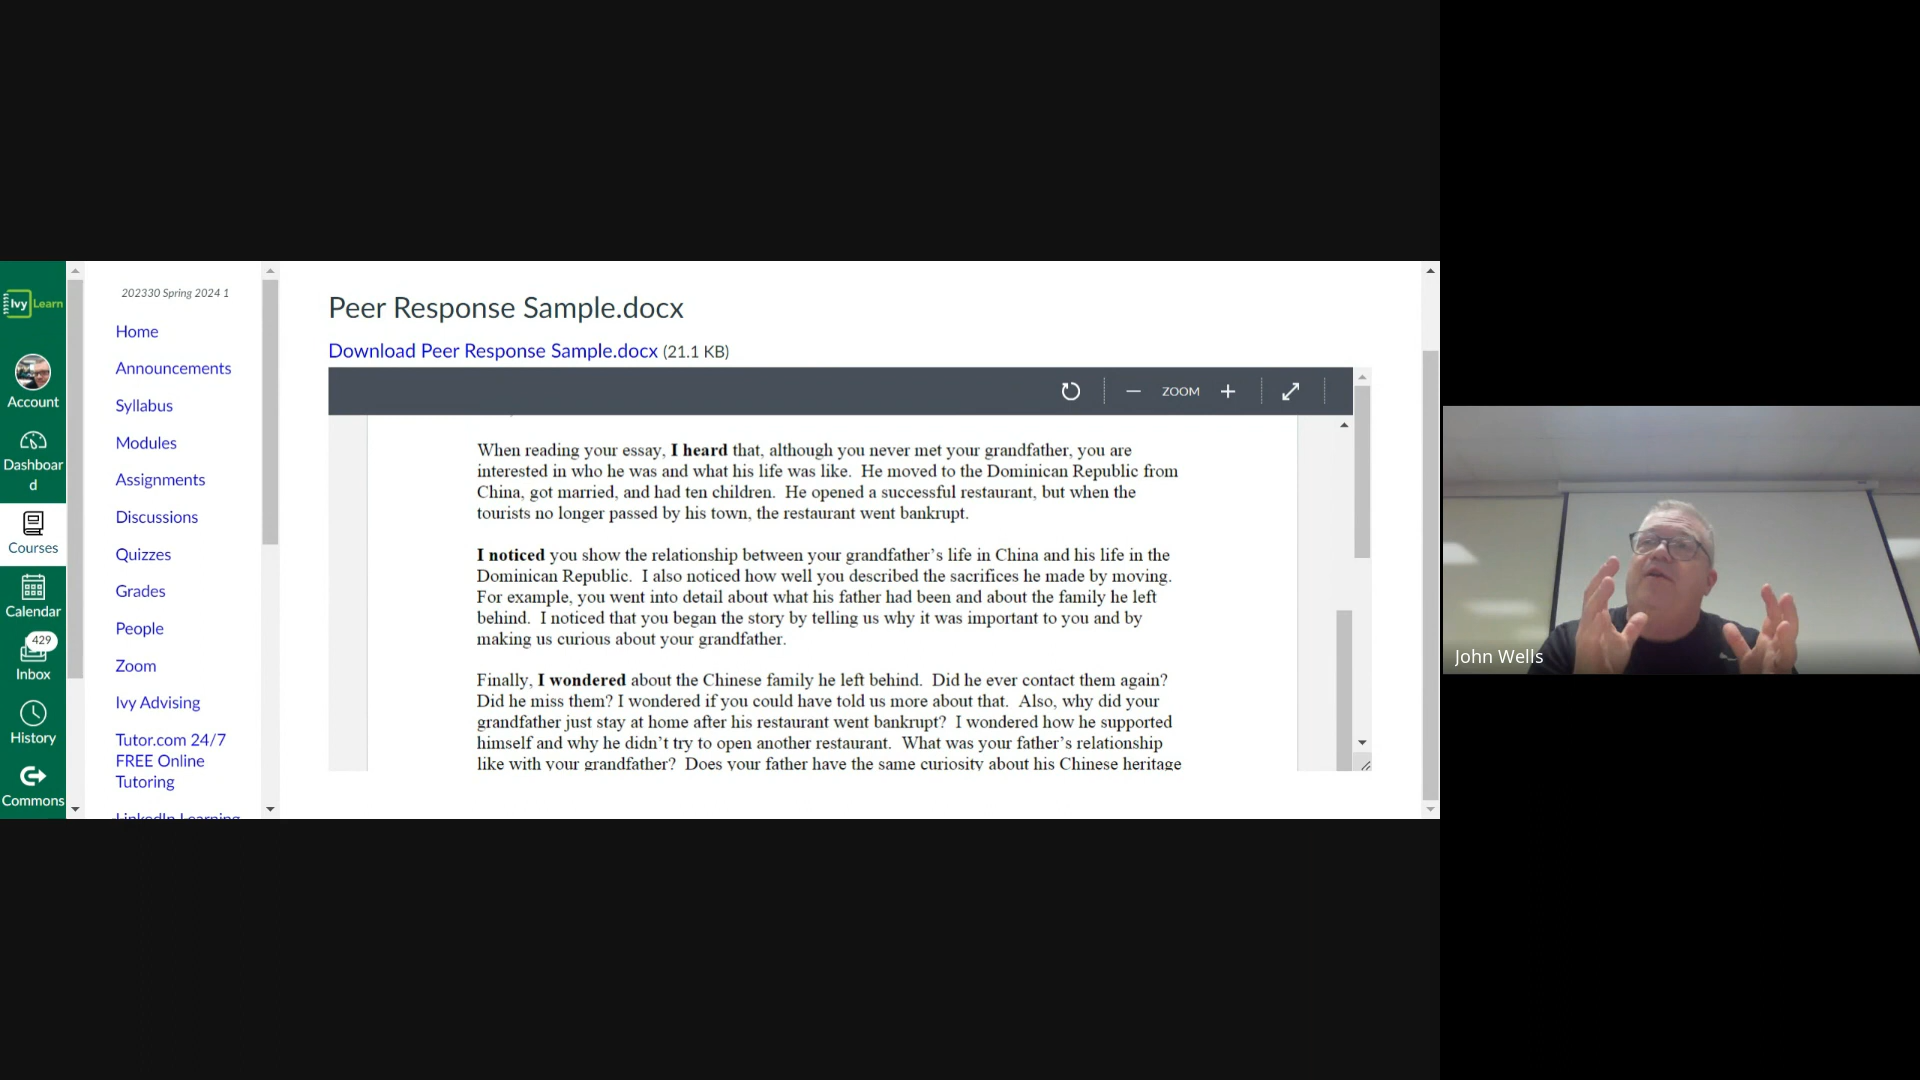 Ivy Learn
Account
Dashboar
d
Courses
Calendar
429
Inbox
History
Commons
202330 Spring 2024 1
Home
Announcements
Syllabus
Modules
Assignments
Discussions
Quizzes
Grades
People
Zoom
Ivy Advising
Tutor.com 24/7
FREE Online
Tutoring
LinkedIn Learning
Peer Response Sample.docx
Download Peer Response Sample.docx (21.1 KB)
ZOOM
When reading your essay, I heard that, although you never met your grandfather, you are
interested in who he was and what his life was like. He moved to the Dominican Republic from
China, got married, and had ten children. He opened a successful restaurant, but when the
tourists no longer passed by his town, the restaurant went bankrupt.
I noticed you show the relationship between your grandfather’s life in China and his life in the
Dominican Republic. I also noticed how well you described the sacrifices he made by moving.
For example, you went into detail about what his father had been and about the family he left
behind. I noticed that you began the story by telling us why it was important to you and by
making us curious about your grandfather.
Finally, I wondered about the Chinese family he left behind. Did he ever contact them again?
Did he miss them? I wondered if you could have told us more about that. Also, why did your
grandfather just stay at home after his restaurant went bankrupt? I wondered how he supported
himself and why he didn’t try to open another restaurant. What was your father’s relationship
like with your grandfather? Does your father have the same curiosity about his Chinese heritage
John Wells